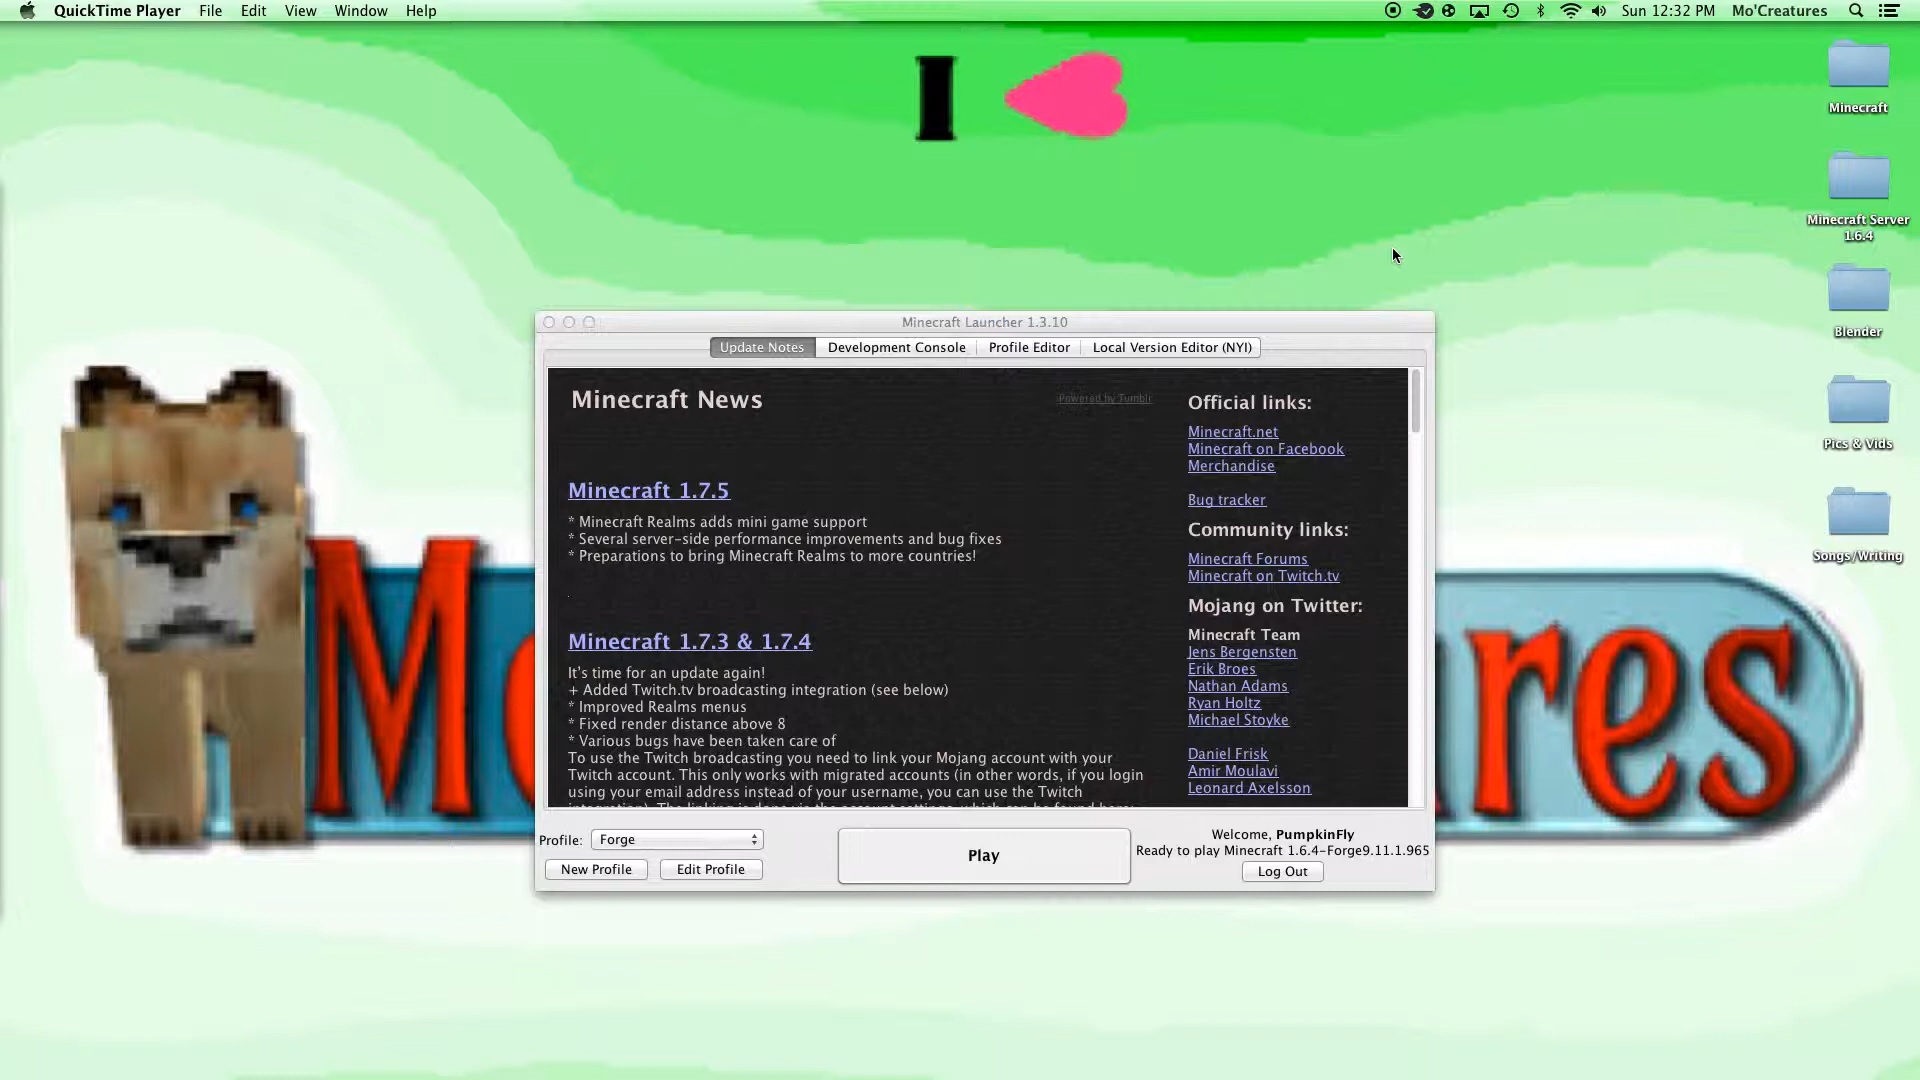 QuickTime Player File Edit View Window Help
Sun 12:32 PM Mo'Creatures
I
Minecraft
Minecraft Server
1.6.4
Blender
Pics & Vids
Songs/Writing
Minecraft Launcher 1.3.10
Update Notes Development Console Profile Editor Local Version Editor (NYI)
Minecraft News
Powered by Tumblr
Minecraft 1.7.5
* Minecraft Realms adds mini game support
* Several server-side performance improvements and bug fixes
* Preparations to bring Minecraft Realms to more countries!
Minecraft 1.7.3 & 1.7.4
It's time for an update again!
+ Added Twitch.tv broadcasting integration (see below)
* Improved Realms menus
* Fixed render distance above 8
* Various bugs have been taken care of
To use the Twitch broadcasting you need to link your Mojang account with your
Twitch account. This only works with migrated accounts (in other words, if you login
using your email address instead of your username, you can use the Twitch
Official links:
Minecraft.net
Minecraft on Facebook
Merchandise
Bug tracker
Community links:
Minecraft Forums
Minecraft on Twitch.tv
Mojang on Twitter:
Minecraft Team
Jens Bergensten
Erik Broes
Nathan Adams
Ryan Holtz
Michael Stoyke
Daniel Frisk
Amir Moulavi
Leonard Axelsson
Profile: Forge
New Profile Edit Profile
Play
Welcome, PumpkinFly
Ready to play Minecraft 1.6.4-Forge9.11.1.965
Log Out
M
res